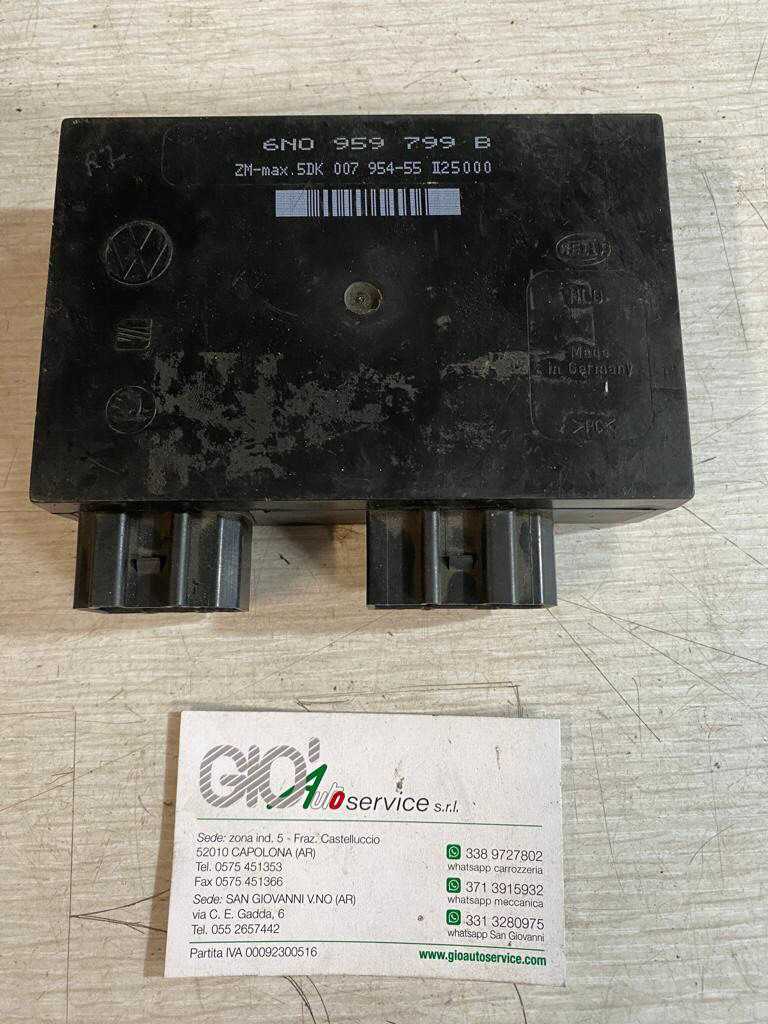 6N0 959 799 B
ZM-max.5DK 007 954-55 II25000
HELLA
Made
in Germany
>PC<
GIO' Autoservice s.r.l.
Sede: zona ind. 5 - Fraz. Castelluccio
52010 CAPOLONA (AR)
Tel. 0575 451353
Fax 0575 451366
Sede: SAN GIOVANNI V.NO (AR)
via C. E. Gadda, 6
Tel. 055 2657442
Partita IVA 00092300516
338 9727802
whatsapp carrozzeria
371 3915932
whatsapp meccanica
331 3280975
whatsapp San Giovanni
www.gioautoservice.com